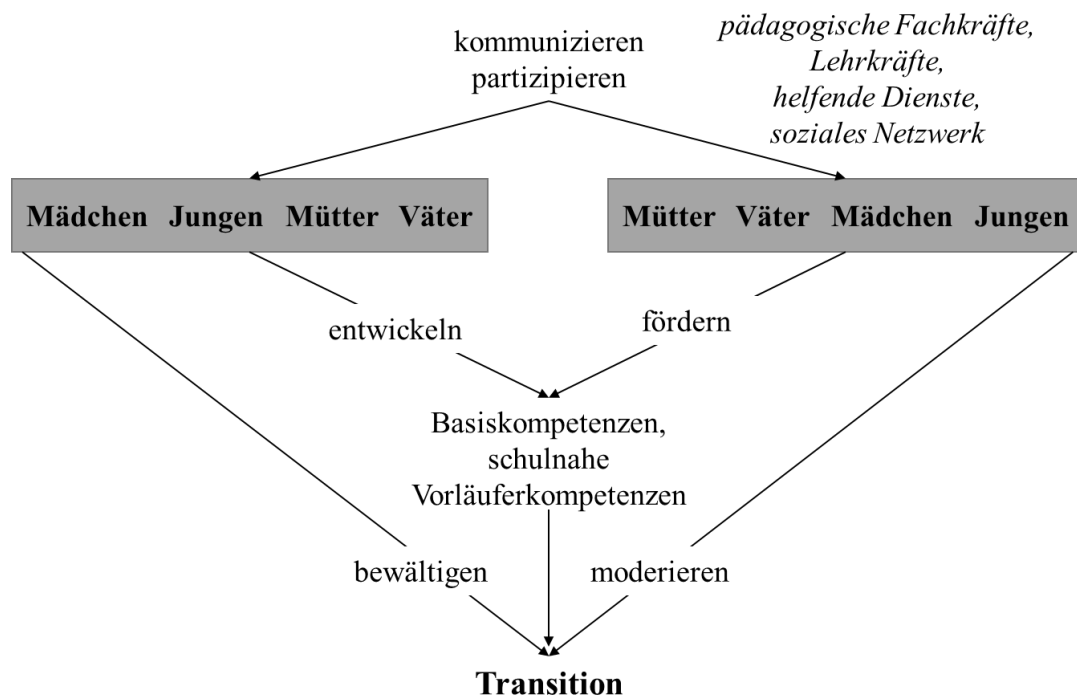 kommunizieren
partizipieren
pädagogische Fachkräfte,
Lehrkräfte,
helfende Dienste,
soziales Netzwerk
Mädchen Jungen Mütter Väter
Mütter Väter Mädchen Jungen
entwickeln
fördern
Basiskompetenzen,
schulnahe
Vorläuferkompetenzen
bewältigen
moderieren
Transition